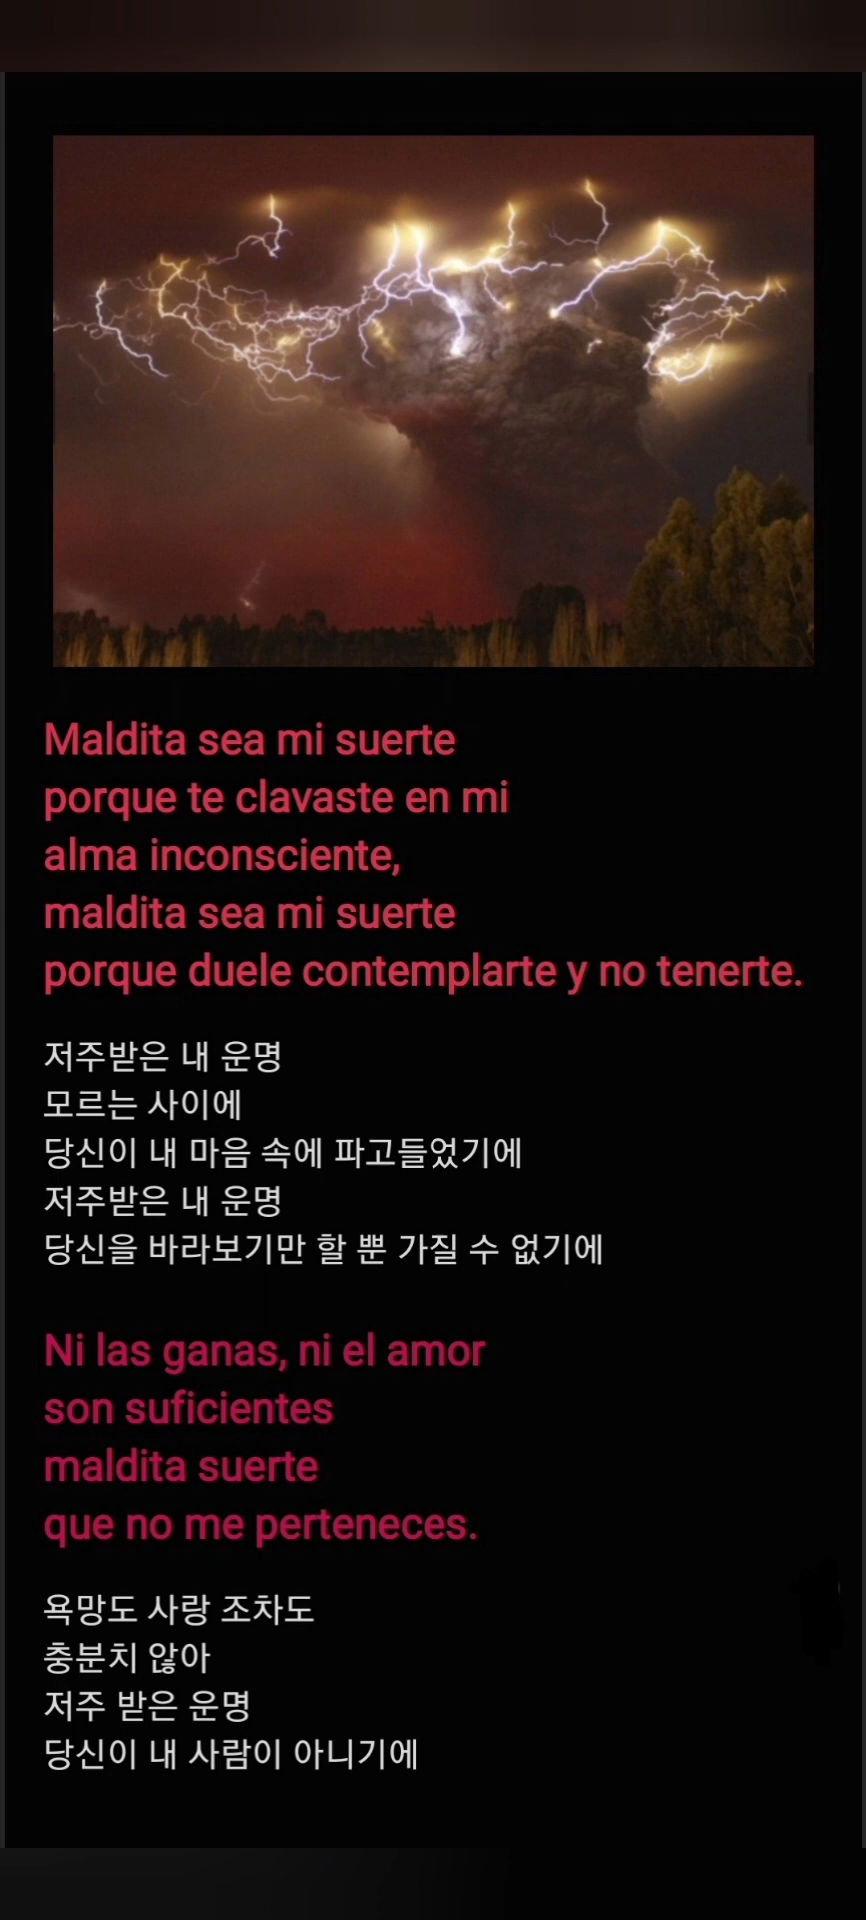 Maldita sea mi suerte
porque te clavaste en mi
alma inconsciente,
maldita sea mi suerte
porque duele contemplarte y no tenerte.
저주받은 내 운명
모르는 사이에
당신이 내 마음 속에 파고들었기에
저주받은 내 운명
당신을 바라보기만 할 뿐 가질 수 없기에
Ni las ganas, ni el amor
son suficientes
maldita suerte
que no me perteneces.
욕망도 사랑 조차도
충분치 않아
저주 받은 운명
당신이 내 사람이 아니기에